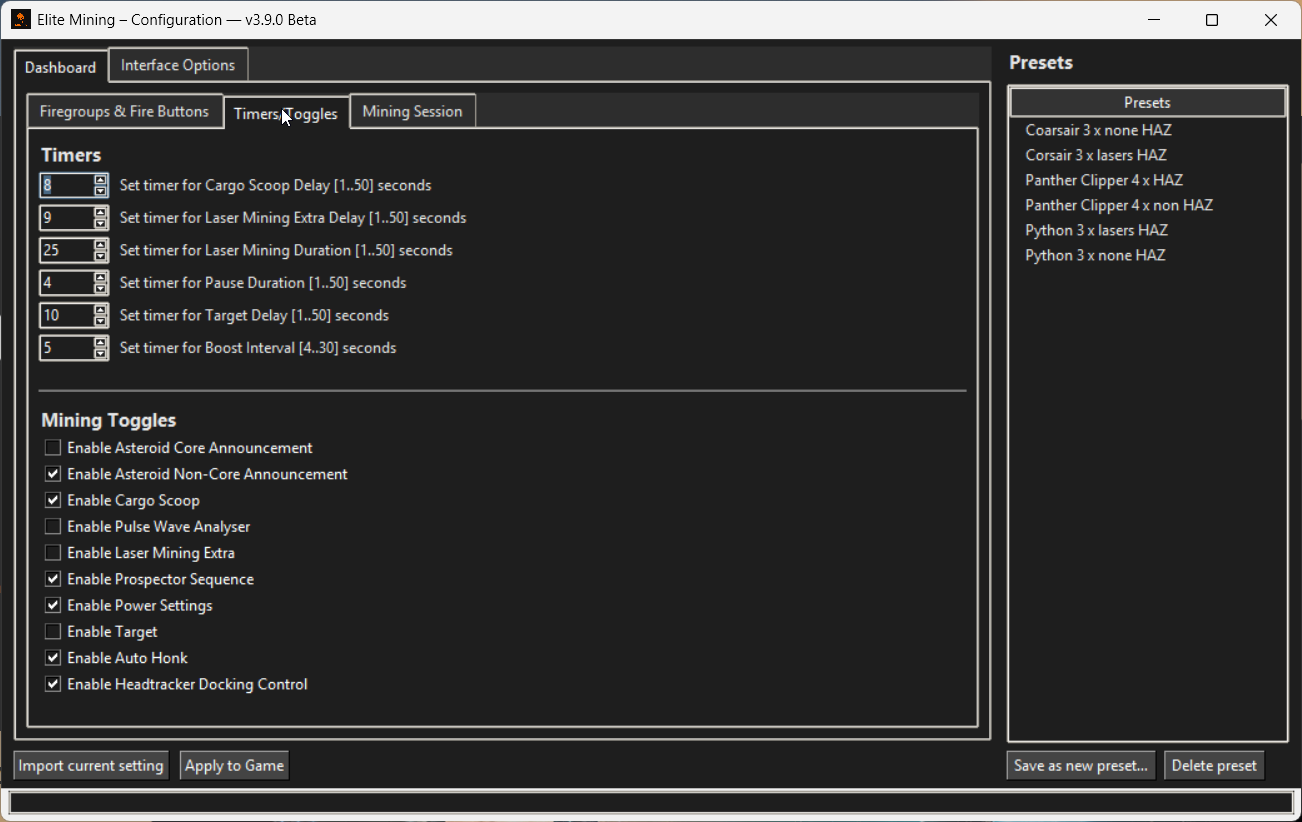 Elite Mining – Configuration — v3.9.0 Beta
Dashboard
Interface Options
Firegroups & Fire Buttons
Timers/Toggles
Mining Session
Timers
8 Set timer for Cargo Scoop Delay [1..50] seconds
9 Set timer for Laser Mining Extra Delay [1..50] seconds
25 Set timer for Laser Mining Duration [1..50] seconds
4 Set timer for Pause Duration [1..50] seconds
10 Set timer for Target Delay [1..50] seconds
5 Set timer for Boost Interval [4..30] seconds
Mining Toggles
Enable Asteroid Core Announcement
Enable Asteroid Non-Core Announcement
Enable Cargo Scoop
Enable Pulse Wave Analyser
Enable Laser Mining Extra
Enable Prospector Sequence
Enable Power Settings
Enable Target
Enable Auto Honk
Enable Headtracker Docking Control
Import current setting
Apply to Game
Presets
Presets
Coarsair 3 x none HAZ
Corsair 3 x lasers HAZ
Panther Clipper 4 x HAZ
Panther Clipper 4 x non HAZ
Python 3 x lasers HAZ
Python 3 x none HAZ
Save as new preset...
Delete preset